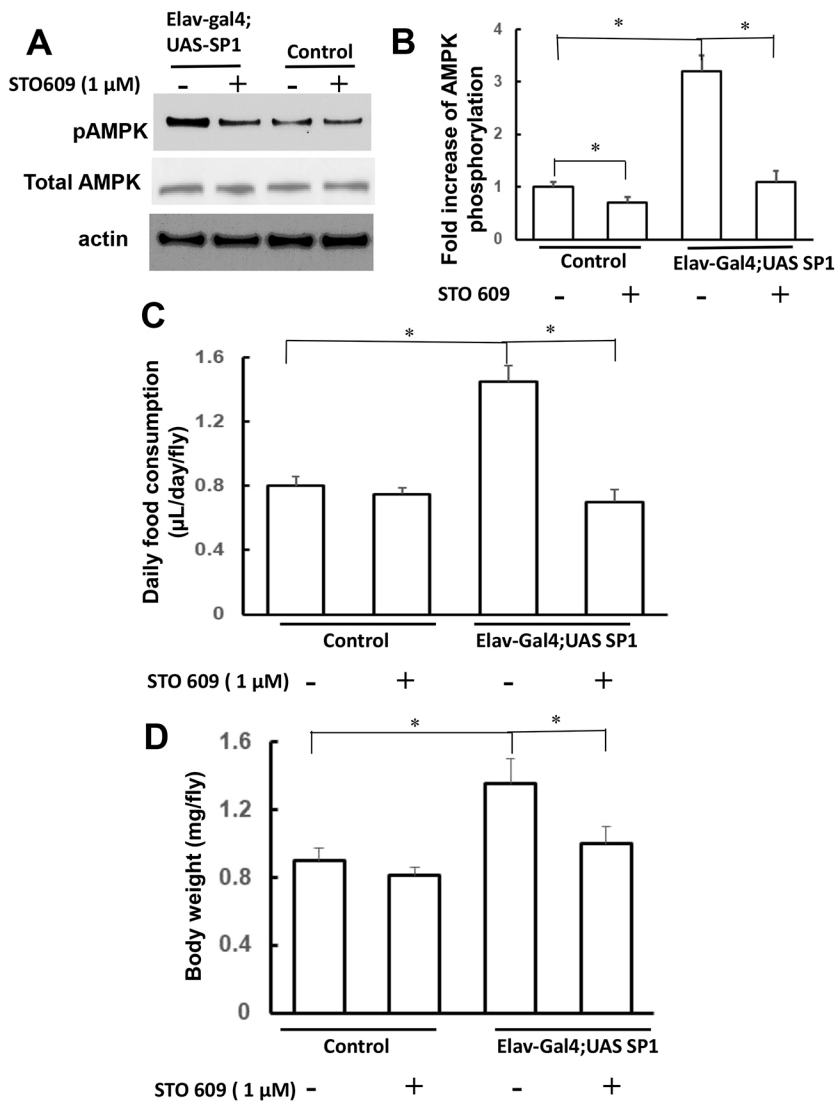 A
Elav-gal4;
UAS-SP1
Control
STO609 (1 µM)
- + - +
pAMPK
Total AMPK
actin
B
Fold increase of AMPK
phosphorylation
4
3
2
1
0
*
*
*
Control
Elav-Gal4;UAS SP1
STO 609
- + - +
C
Daily food consumption
(µL/day/fly)
1.6
1.2
0.8
0.4
0
*
*
Control
Elav-Gal4;UAS SP1
STO 609 ( 1 µM)
- + - +
D
Body weight (mg/fly)
1.6
1.2
0.8
0.4
0
*
*
Control
Elav-Gal4;UAS SP1
STO 609 ( 1 µM)
- + - +